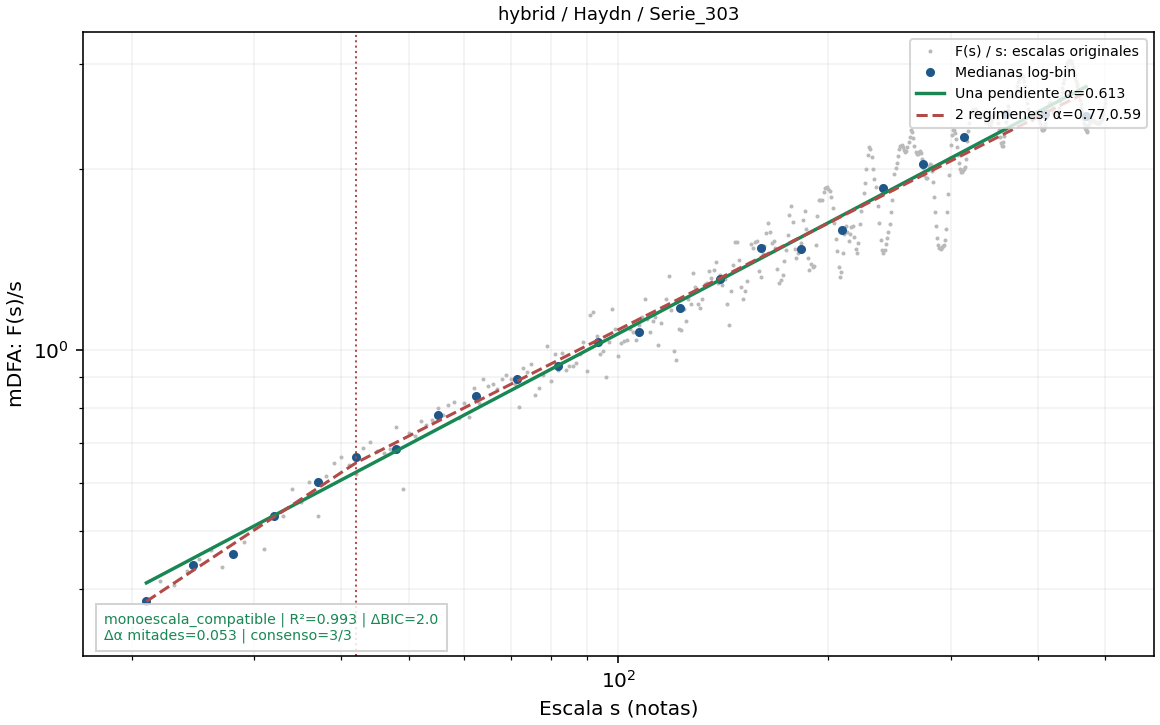 hybrid / Haydn / Serie_303
F(s) / s: escalas originales
Medianas log-bin
Una pendiente α=0.613
2 regímenes; α=0.77,0.59
mDFA: F(s)/s
10⁰
monoescala_compatible | R²=0.993 | ΔBIC=2.0
Δα mitades=0.053 | consenso=3/3
10²
Escala s (notas)